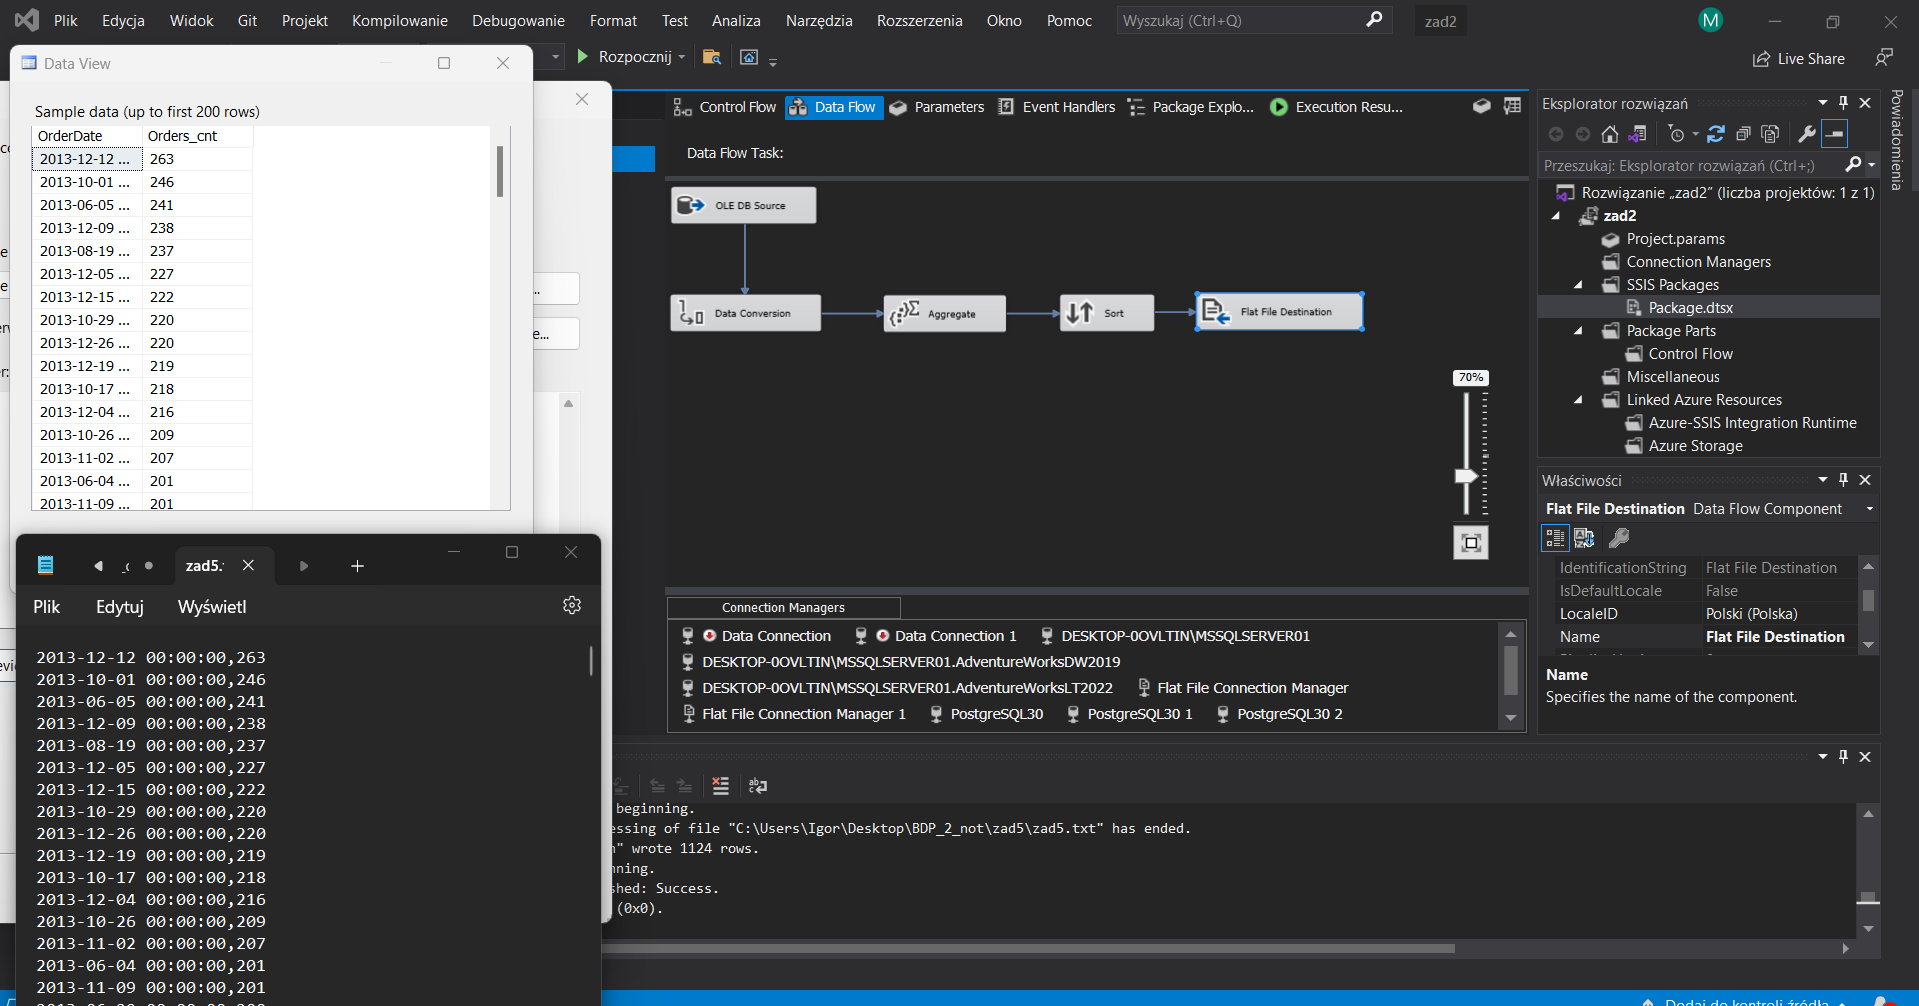 Plik Edycja Widok Git Projekt Kompilowanie Debugowanie Format Test Analiza Narzędzia Rozszerzenia Okno Pomoc Wyszukaj (Ctrl+Q) zad2 M
Rozpocznij Live Share
Data View
Sample data (up to first 200 rows)
OrderDate Orders_cnt
2013-12-12 ... 263
2013-10-01 ... 246
2013-06-05 ... 241
2013-12-09 ... 238
2013-08-19 ... 237
2013-12-05 ... 227
2013-12-15 ... 222
2013-10-29 ... 220
2013-12-26 ... 220
2013-12-19 ... 219
2013-10-17 ... 218
2013-12-04 ... 216
2013-10-26 ... 209
2013-11-02 ... 207
2013-06-04 ... 201
2013-11-09 ... 201
zad5.
Plik Edytuj Wyświetl
2013-12-12 00:00:00,263
2013-10-01 00:00:00,246
2013-06-05 00:00:00,241
2013-12-09 00:00:00,238
2013-08-19 00:00:00,237
2013-12-05 00:00:00,227
2013-12-15 00:00:00,222
2013-10-29 00:00:00,220
2013-12-26 00:00:00,220
2013-12-19 00:00:00,219
2013-10-17 00:00:00,218
2013-12-04 00:00:00,216
2013-10-26 00:00:00,209
2013-11-02 00:00:00,207
2013-06-04 00:00:00,201
2013-11-09 00:00:00,201
Control Flow Data Flow Parameters Event Handlers Package Explo... Execution Resu...
Data Flow Task:
OLE DB Source
Data Conversion Aggregate Sort Flat File Destination
70%
Connection Managers
Data Connection Data Connection 1 DESKTOP-0OVLTIN\MSSQLSERVER01
DESKTOP-0OVLTIN\MSSQLSERVER01.AdventureWorksDW2019
DESKTOP-0OVLTIN\MSSQLSERVER01.AdventureWorksLT2022 Flat File Connection Manager
Flat File Connection Manager 1 PostgreSQL30 PostgreSQL30 1 PostgreSQL30 2
beginning.
essing of file "C:\Users\Igor\Desktop\BDP_2_not\zad5\zad5.txt" has ended.
" wrote 1124 rows.
nning.
shed: Success.
(0x0).
Eksplorator rozwiązań
Przeszukaj: Eksplorator rozwiązań (Ctrl+;)
Rozwiązanie „zad2” (liczba projektów: 1 z 1)
zad2
Project.params
Connection Managers
SSIS Packages
Package.dtsx
Package Parts
Control Flow
Miscellaneous
Linked Azure Resources
Azure-SSIS Integration Runtime
Azure Storage
Właściwości
Flat File Destination Data Flow Component
IdentificationString Flat File Destination
IsDefaultLocale False
LocaleID Polski (Polska)
Name Flat File Destination
Name
Specifies the name of the component.
Powiadomienia
Dodaj do kontroli źródła